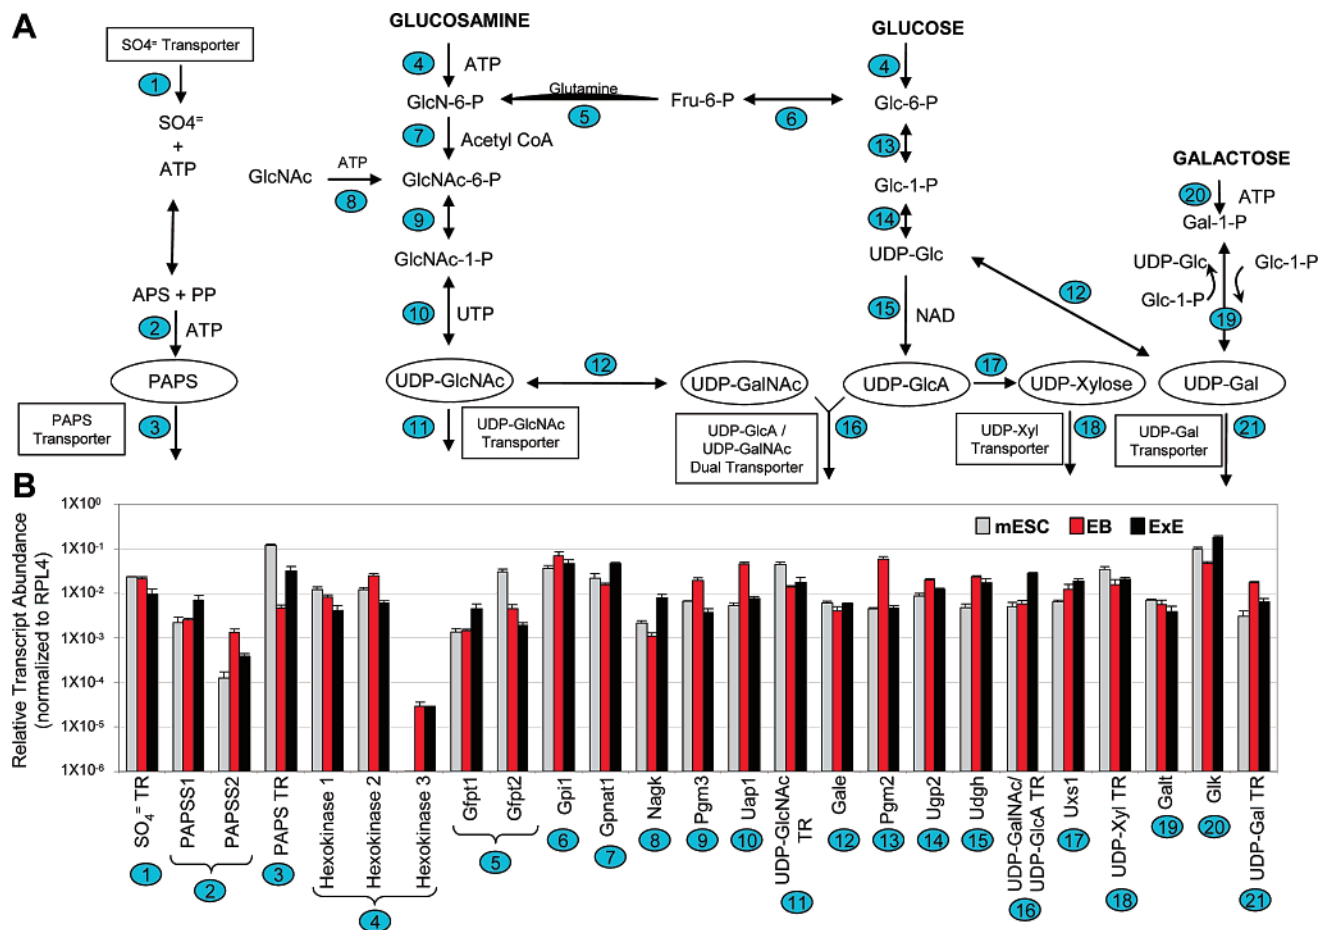 A
SO4= Transporter
1
SO4=
+
ATP
APS + PP
2
ATP
PAPS
PAPS
Transporter
3
GLUCOSAMINE
4
ATP
GlcN-6-P
Glutamine
5
Fru-6-P
6
7
Acetyl CoA
GlcNAc
ATP
8
GlcNAc-6-P
9
GlcNAc-1-P
10
UTP
UDP-GlcNAc
12
11
UDP-GlcNAc
Transporter
GLUCOSE
4
Glc-6-P
13
Glc-1-P
14
UDP-Glc
15
NAD
12
UDP-GalNAc
UDP-GlcA
17
UDP-Xylose
UDP-GlcA /
UDP-GalNAc
Dual Transporter
16
UDP-Xyl
Transporter
18
GALACTOSE
20
ATP
Gal-1-P
UDP-Glc
Glc-1-P
Glc-1-P
19
UDP-Gal
UDP-Gal
Transporter
21
B
Relative Transcript Abundance
(normalized to RPL4)
1X10⁰
1X10⁻¹
1X10⁻²
1X10⁻³
1X10⁻⁴
1X10⁻⁵
1X10⁻⁶
mESC
EB
ExE
SO₄= TR
PAPSS1
PAPSS2
PAPS TR
Hexokinase 1
Hexokinase 2
Hexokinase 3
Gfpt1
Gfpt2
Gpi1
Gpnat1
Nagk
Pgm3
Uap1
UDP-GlcNAc
TR
Gale
Pgm2
Ugp2
Udgh
UDP-GalNAc/
UDP-GlcA TR
Uxs1
UDP-Xyl TR
Galt
Glk
UDP-Gal TR
1
2
3
4
5
6
7
8
9
10
11
12
13
14
15
16
17
18
19
20
21